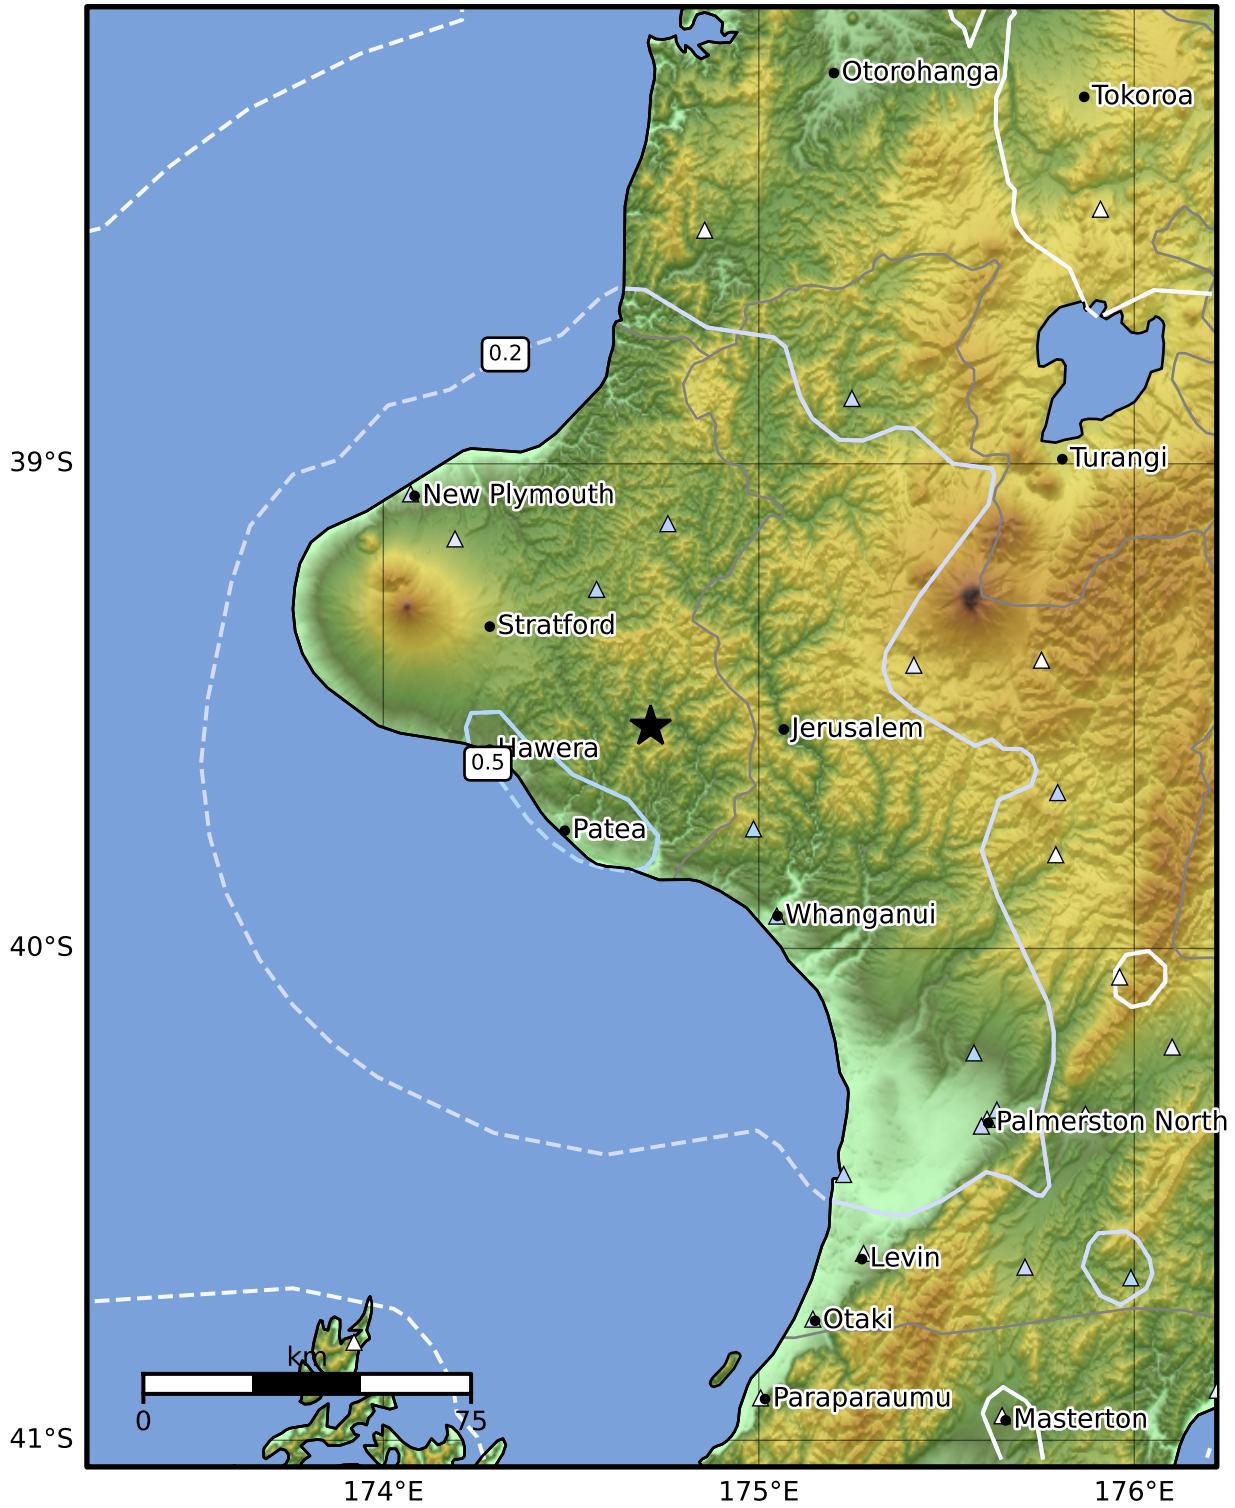 Otorohanga
Tokoroa
0.2
39°S
Turangi
New Plymouth
Stratford
Jerusalem
Hawera
0.5
Patea
Whanganui
40°S
Palmerston North
Levin
Otaki
km
Paraparaumu
0
75
Masterton
41°S
174°E
175°E
176°E